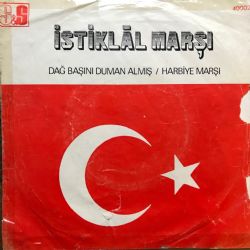 S&S
İSTİKLÂL MARŞI
DAĞ BAŞINI DUMAN ALMIŞ / HARBİYE MARŞI